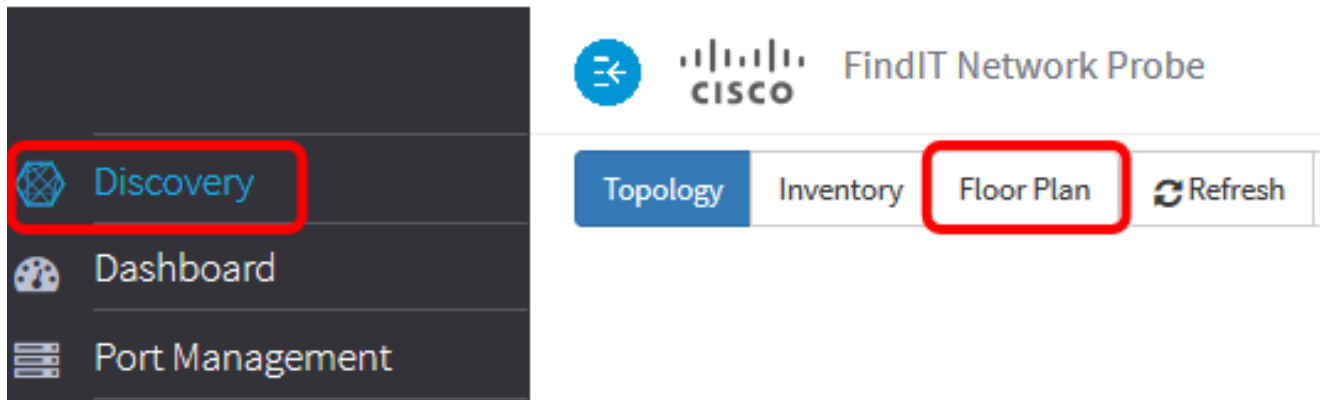 CISCO FindIT Network Probe
Discovery
Topology Inventory Floor Plan Refresh
Dashboard
Port Management